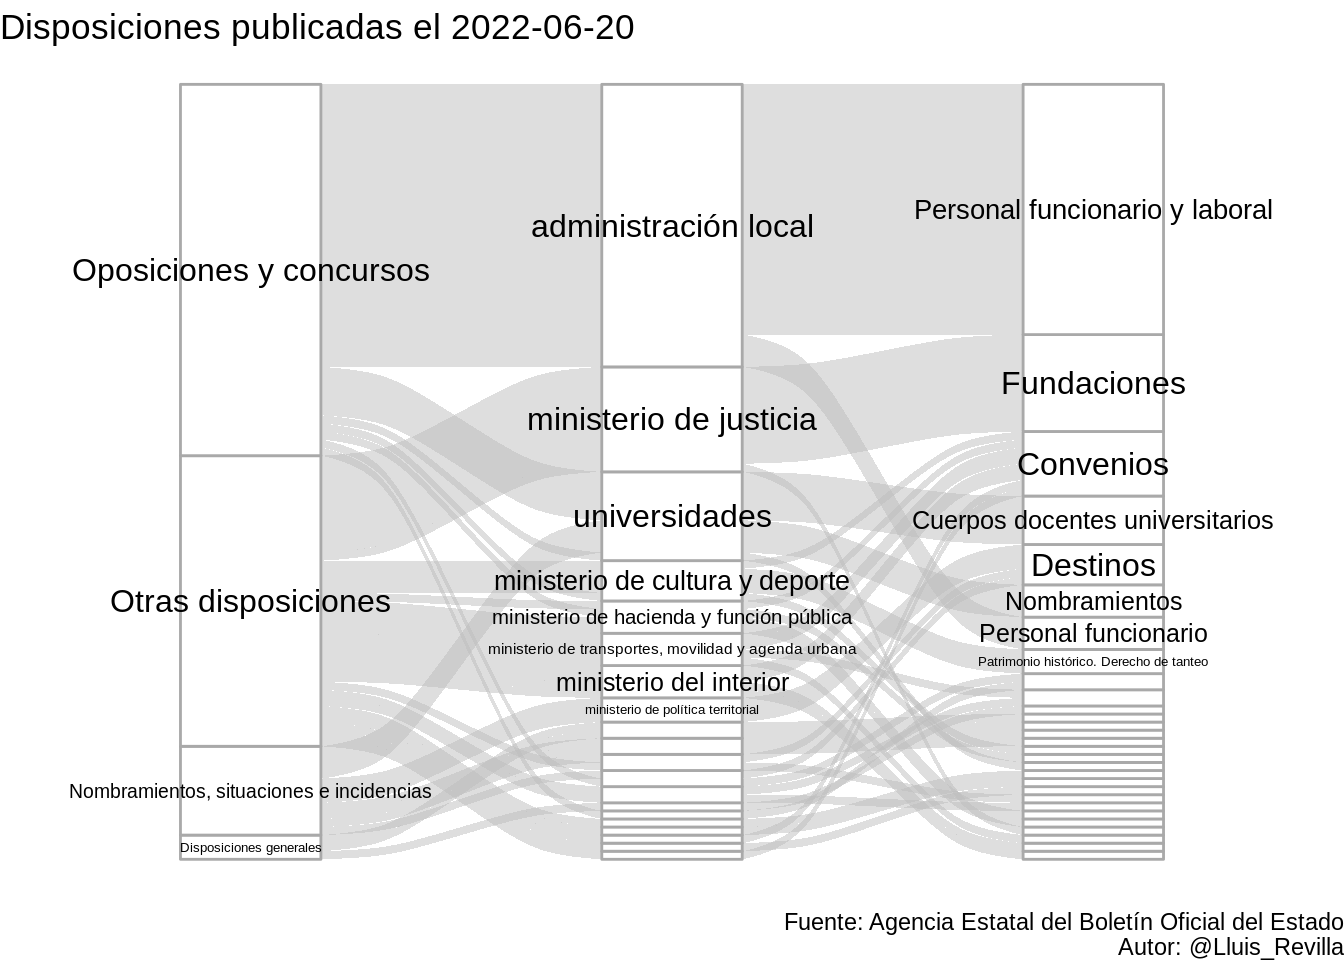 Disposiciones publicadas el 2022-06-20
Oposiciones y concursos
Otras disposiciones
Nombramientos, situaciones e incidencias
Disposiciones generales
administración local
ministerio de justicia
universidades
ministerio de cultura y deporte
ministerio de hacienda y función pública
ministerio de transportes, movilidad y agenda urbana
ministerio del interior
ministerio de política territorial
Personal funcionario y laboral
Fundaciones
Convenios
Cuerpos docentes universitarios
Destinos
Nombramientos
Personal funcionario
Patrimonio histórico. Derecho de tanteo
Fuente: Agencia Estatal del Boletín Oficial del Estado
Autor: @Lluis_Revilla